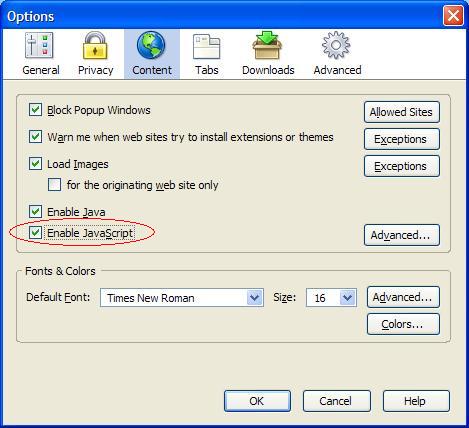 Options
General Privacy Content Tabs Downloads Advanced
Block Popup Windows Allowed Sites
Warn me when web sites try to install extensions or themes Exceptions
Load Images Exceptions
for the originating web site only
Enable Java
Enable JavaScript Advanced...
Fonts & Colors
Default Font: Times New Roman Size: 16 Advanced...
Colors...
OK Cancel Help